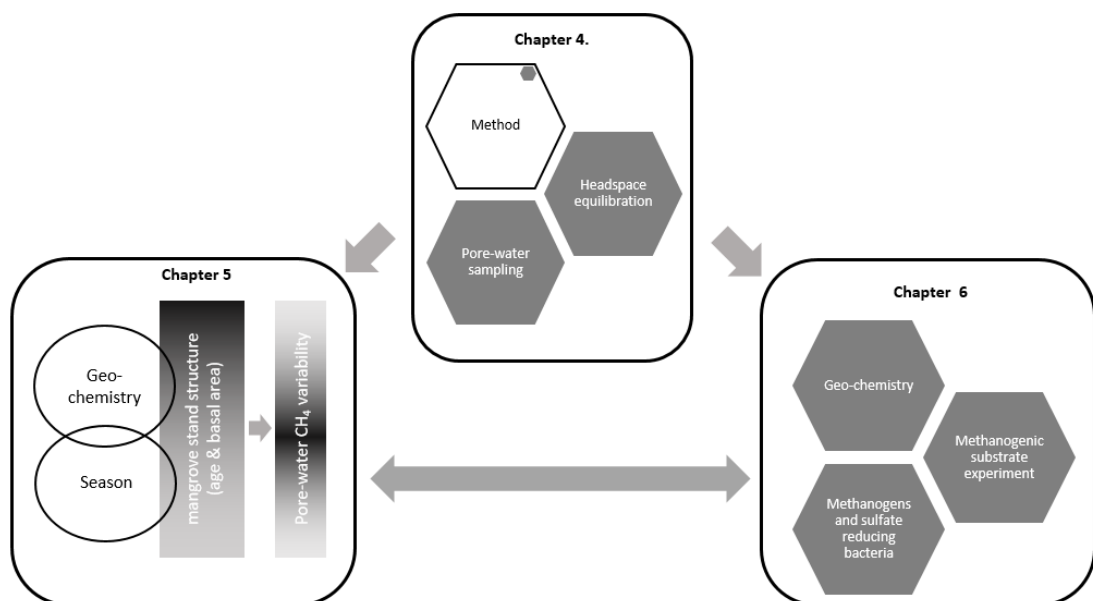 Chapter 4.
Method
Headspace
equilibration
Pore-water
sampling
Chapter 5
Geo-
chemistry
Season
mangrove stand structure
(age & basal area)
Pore-water CH₄ variability
Chapter 6
Geo-chemistry
Methanogenic
substrate
experiment
Methanogens
and sulfate
reducing
bacteria